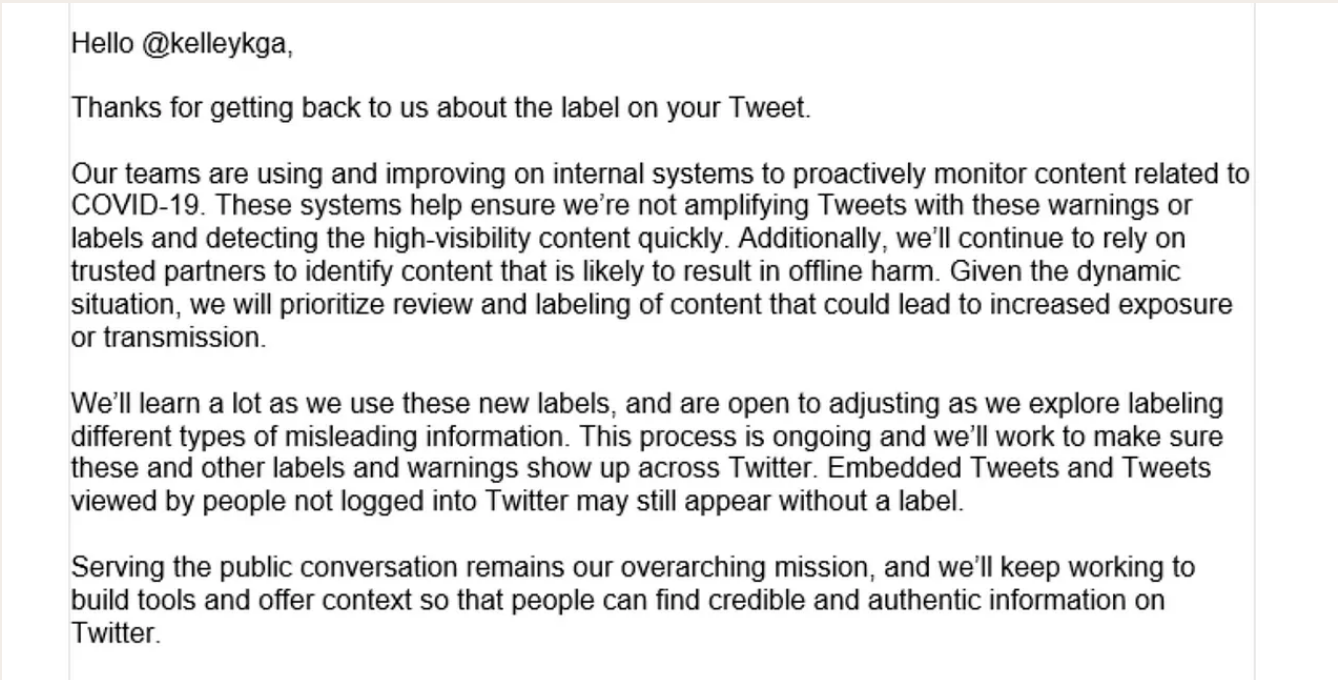 Hello @kelleykga,
Thanks for getting back to us about the label on your Tweet.
Our teams are using and improving on internal systems to proactively monitor content related to
COVID-19. These systems help ensure we’re not amplifying Tweets with these warnings or
labels and detecting the high-visibility content quickly. Additionally, we’ll continue to rely on
trusted partners to identify content that is likely to result in offline harm. Given the dynamic
situation, we will prioritize review and labeling of content that could lead to increased exposure
or transmission.
We’ll learn a lot as we use these new labels, and are open to adjusting as we explore labeling
different types of misleading information. This process is ongoing and we’ll work to make sure
these and other labels and warnings show up across Twitter. Embedded Tweets and Tweets
viewed by people not logged into Twitter may still appear without a label.
Serving the public conversation remains our overarching mission, and we’ll keep working to
build tools and offer context so that people can find credible and authentic information on
Twitter.